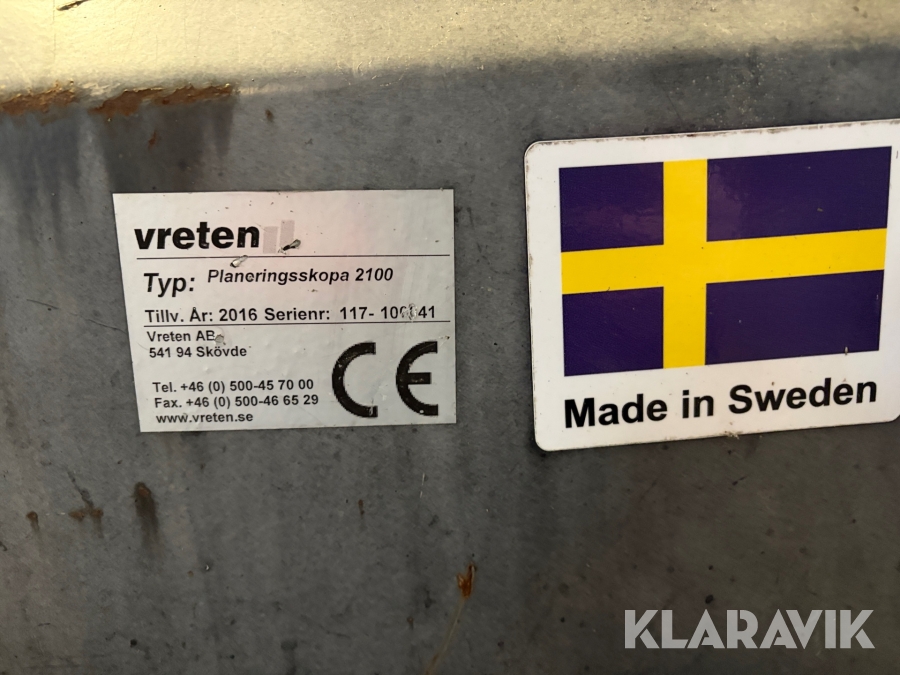 vreten
Typ: Planeringsskopa 2100
Tillv. År: 2016 Serienr: 117-
Vreten AB
541 94 Skövde
Tel. +46 (0) 500-45 70 00
Fax. +46 (0) 500-46 65 29
www.vreten.se
CE
Made in Sweden
KLARAVIK